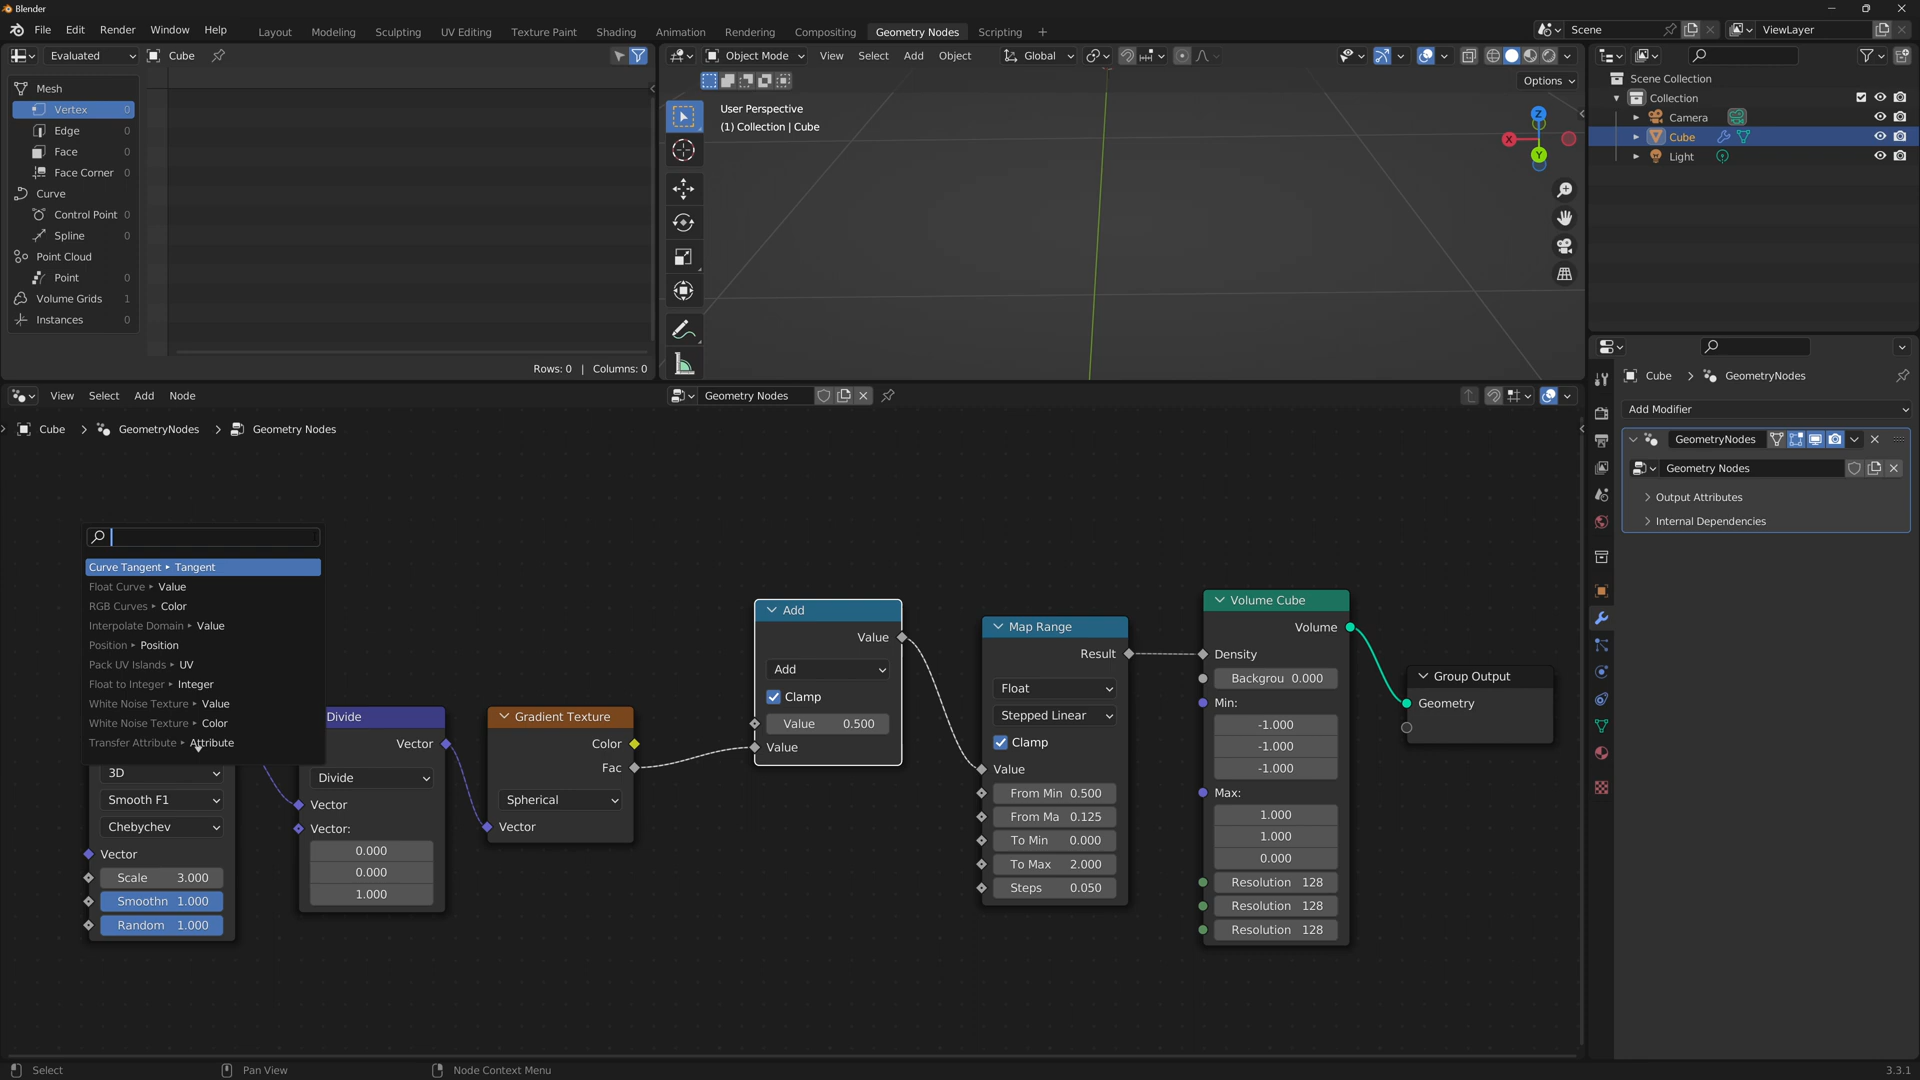 Blender
File Edit Render Window Help
Layout Modeling Sculpting UV Editing Texture Paint Shading Animation Rendering Compositing Geometry Nodes Scripting
Scene
ViewLayer
Evaluated
Cube
Object Mode View Select Add Object
Global
Options
Mesh
Vertex 0
Edge 0
Face 0
Face Corner 0
Curve
Control Point 0
Spline 0
Point Cloud
Point 0
Volume Grids 1
Instances 0
Rows: 0 | Columns: 0
User Perspective
(1) Collection | Cube
Z
X
Y
Scene Collection
Collection
Camera
Cube
Light
Cube > GeometryNodes
Add Modifier
GeometryNodes
Geometry Nodes
Output Attributes
Internal Dependencies
View Select Add Node
Geometry Nodes
Cube > GeometryNodes > Geometry Nodes
Curve Tangent ▸ Tangent
Float Curve ▸ Value
RGB Curves ▸ Color
Interpolate Domain ▸ Value
Position ▸ Position
Pack UV Islands ▸ UV
Float to Integer ▸ Integer
White Noise Texture ▸ Value
White Noise Texture ▸ Color
Transfer Attribute ▸ Attribute
3D
Smooth F1
Chebychev
Vector
Scale 3.000
Smoothn 1.000
Random 1.000
Divide
Vector
Divide
Vector
Vector:
0.000
0.000
1.000
Gradient Texture
Color
Fac
Spherical
Vector
Add
Value
Add
Clamp
Value 0.500
Value
Map Range
Result
Float
Stepped Linear
Clamp
Value
From Min 0.500
From Ma 0.125
To Min 0.000
To Max 2.000
Steps 0.050
Volume Cube
Volume
Density
Backgrou 0.000
Min:
-1.000
-1.000
-1.000
Max:
1.000
1.000
0.000
Resolution 128
Resolution 128
Resolution 128
Group Output
Geometry
Select
Pan View
Node Context Menu
3.3.1